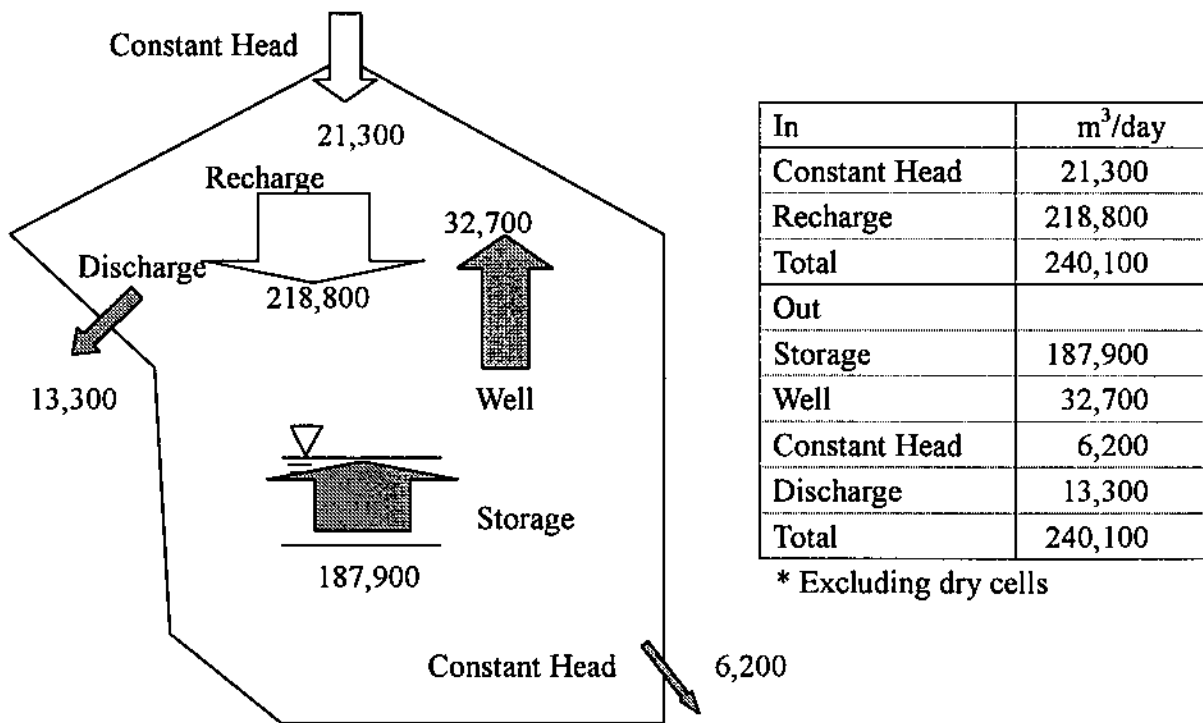 Constant Head
21,300
Recharge
32,700
Discharge
218,800
13,300
Well
Storage
187,900
Constant Head
6,200
In m³/day
Constant Head 21,300
Recharge 218,800
Total 240,100
Out
Storage 187,900
Well 32,700
Constant Head 6,200
Discharge 13,300
Total 240,100
* Excluding dry cells